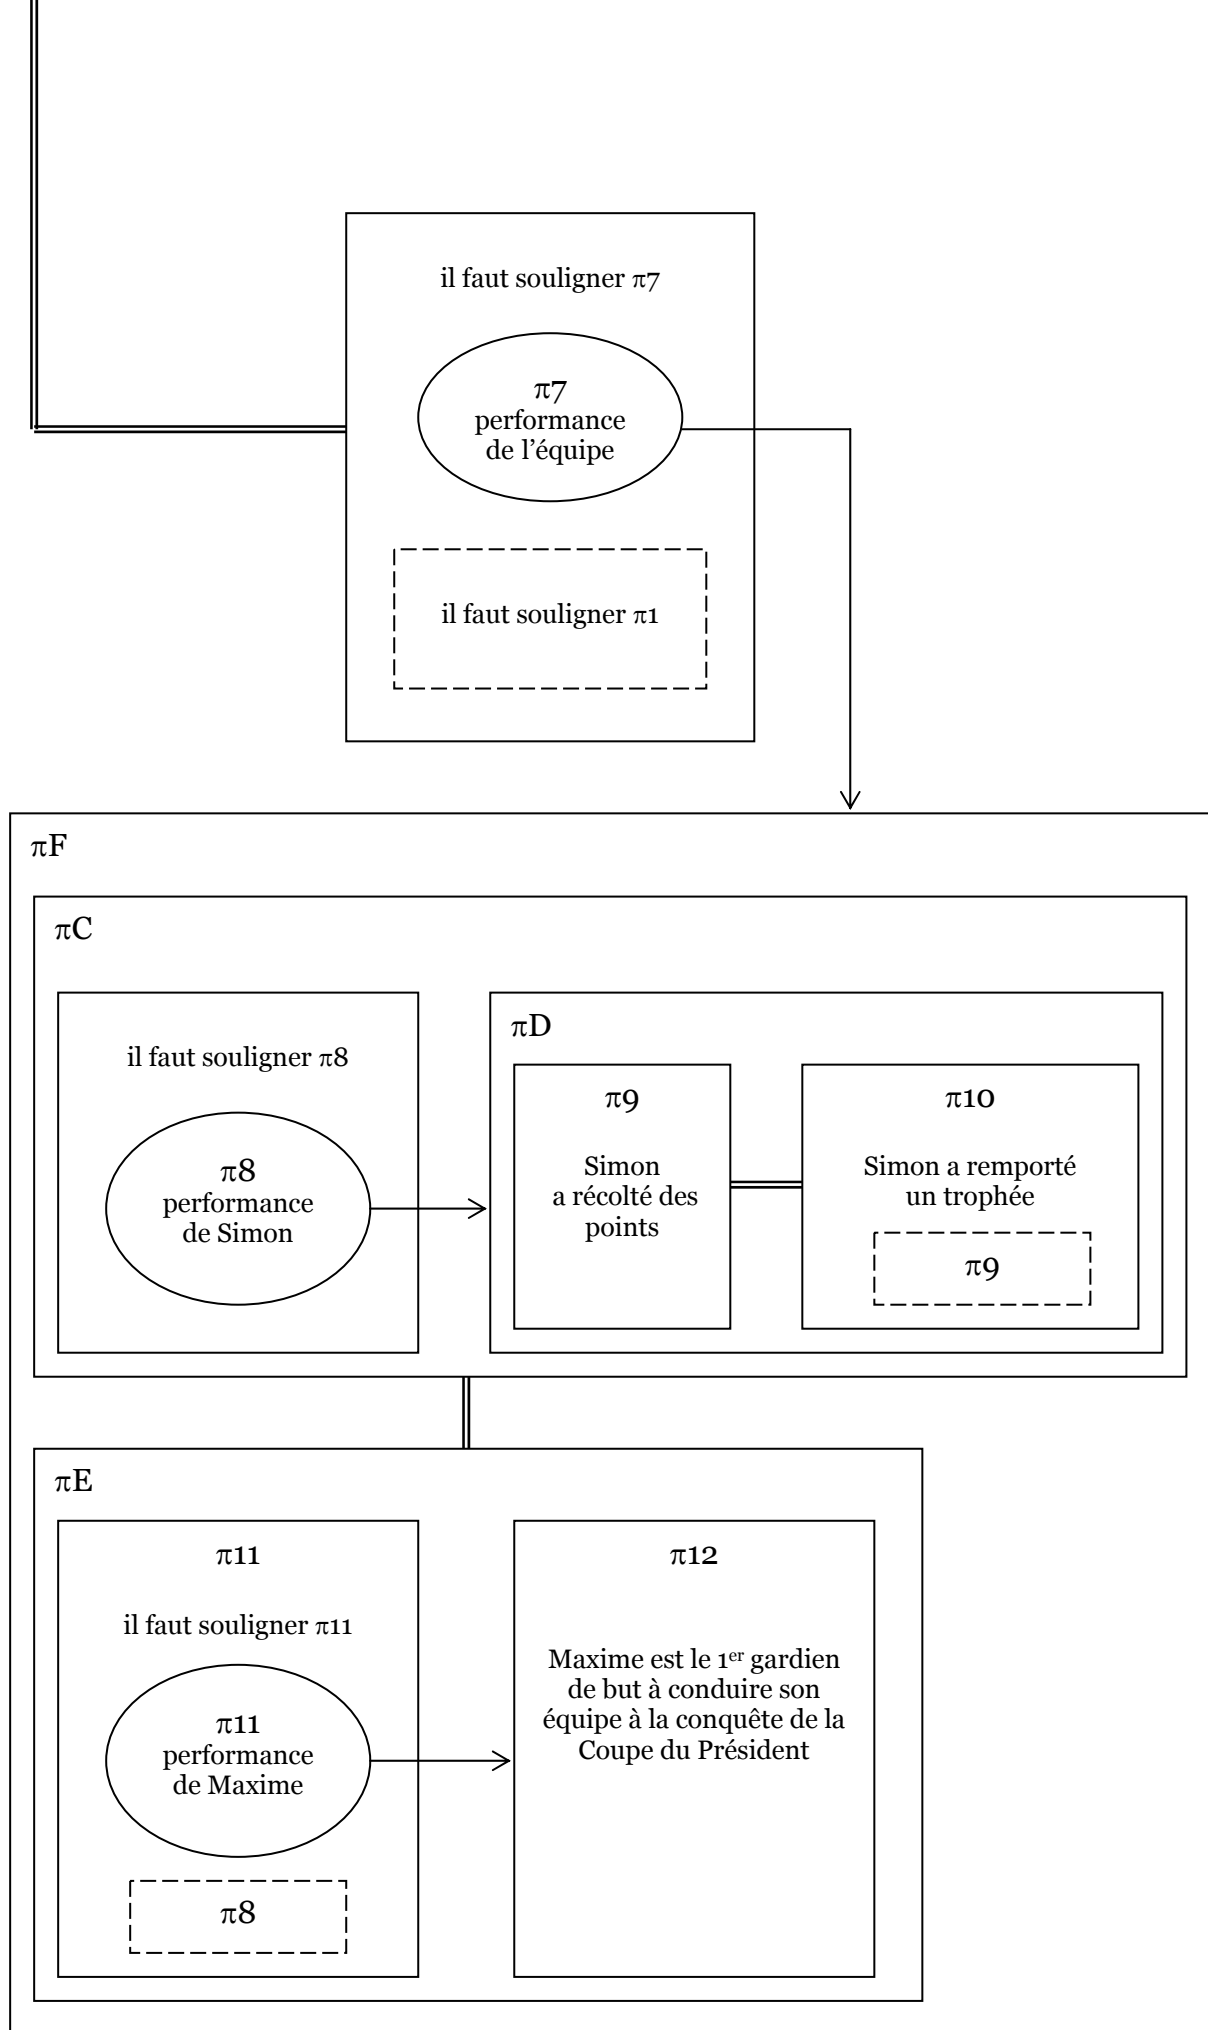 il faut souligner π7
π7
performance
de l’équipe
il faut souligner π1
πF
πC
il faut souligner π8
π8
performance
de Simon
πD
π9
Simon
a récolté des
points
π10
Simon a remporté
un trophée
π9
πE
π11
il faut souligner π11
π11
performance
de Maxime
π8
π12
Maxime est le 1er gardien
de but à conduire son
équipe à la conquête de la
Coupe du Président